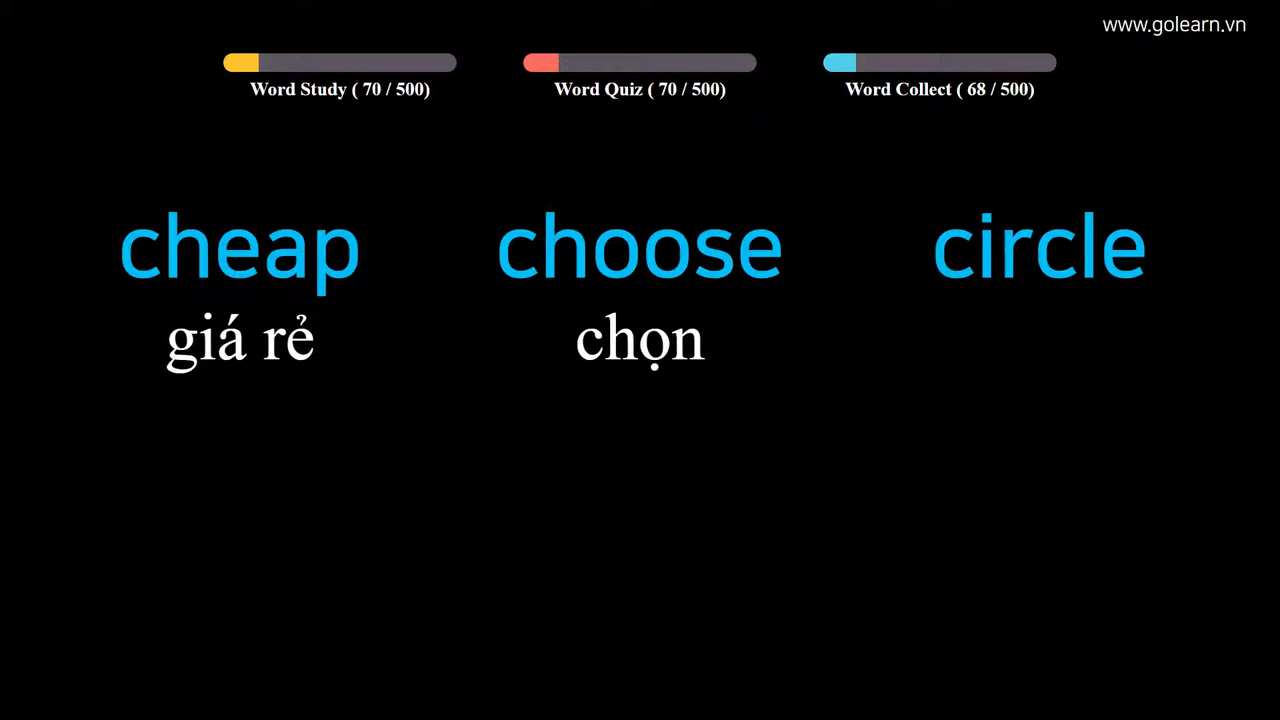 www.golearn.vn
Word Study ( 70 / 500)
Word Quiz ( 70 / 500)
Word Collect ( 68 / 500)
cheap
choose
circle
giá rẻ
chọn